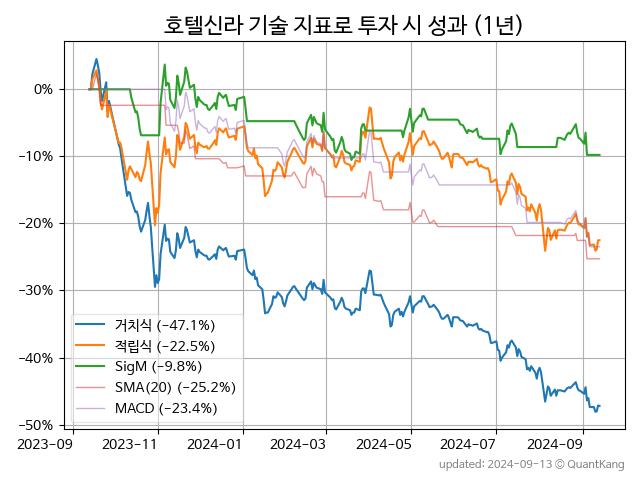 호텔신라 기술 지표로 투자 시 성과 (1년)
0%
−10%
−20%
−30%
−40%
−50%
거치식 (−47.1%)
적립식 (−22.5%)
SigM (−9.8%)
SMA(20) (−25.2%)
MACD (−23.4%)
2023-09 2023-11 2024-01 2024-03 2024-05 2024-07 2024-09
updated: 2024-09-13 ⓒ QuantKang